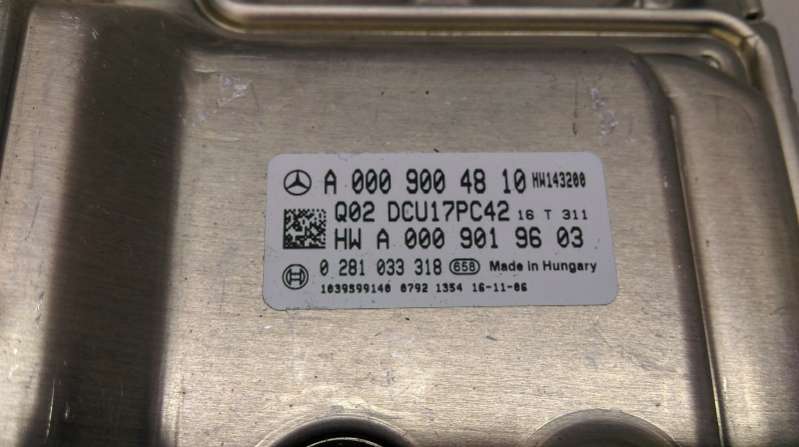 A 000 900 48 10 HW143200
Q02 DCU17PC42 16 T 311
HW A 000 901 96 03
0 281 033 318 658 Made in Hungary
1039S99140 0792 1354 16-11-06